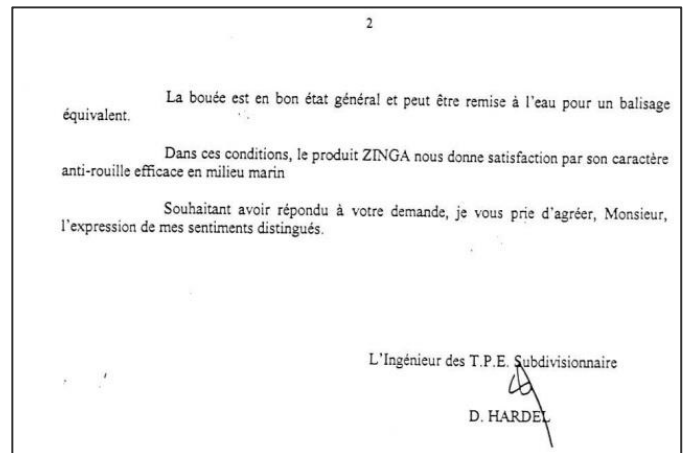 2
La bouée est en bon état général et peut être remise à l'eau pour un balisage
équivalent.
Dans ces conditions, le produit ZINGA nous donne satisfaction par son caractère
anti-rouille efficace en milieu marin
Souhaitant avoir répondu à votre demande, je vous prie d'agréer, Monsieur,
l'expression de mes sentiments distingués.
L'Ingénieur des T.P.E. Subdivisionnaire
D. HARDEL